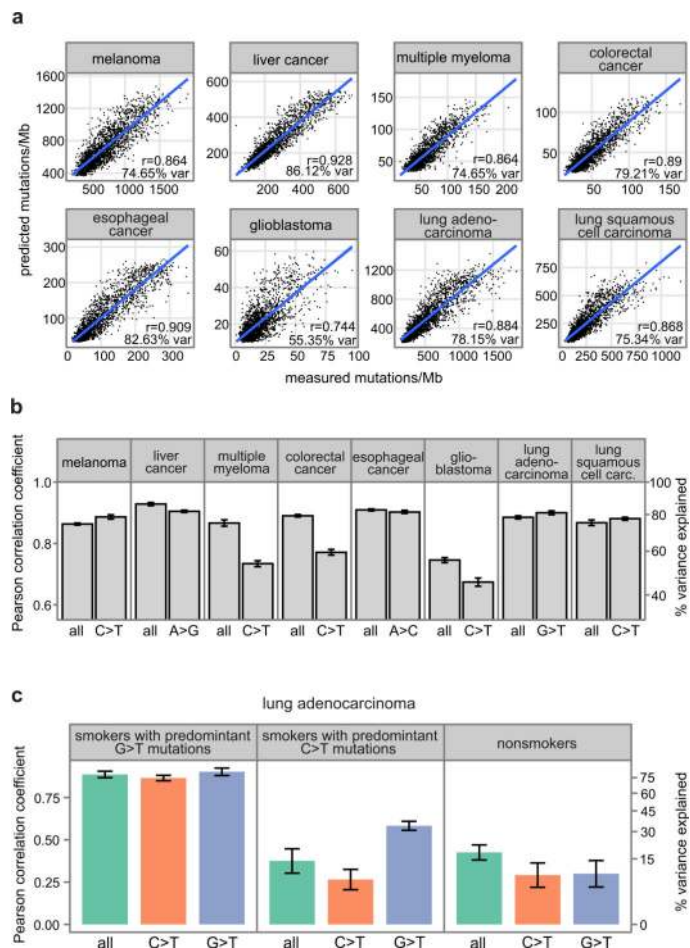 a
melanoma
liver cancer
multiple myeloma
colorectal
cancer
predicted mutations/Mb
1600
1200
800
400
r=0.864
74.65% var
500 1000 1500
600
400
200
r=0.928
86.12% var
200 400 600
150
100
50
r=0.864
74.65% var
50 100 150 200
100
50
r=0.89
79.21% var
50 100 150
esophageal
cancer
glioblastoma
lung adeno-
carcinoma
lung squamous
cell carcinoma
300
200
100
r=0.909
82.63% var
0 100 200 300
60
40
20
r=0.744
55.35% var
0 25 50 75 100
1200
800
400
r=0.884
78.15% var
0 500 1000 1500
750
500
250
r=0.868
75.34% var
0 250 500 750 1000
measured mutations/Mb
b
melanoma
liver
cancer
multiple
myeloma
colorectal
cancer
esophageal
cancer
glio-
blastoma
lung
adeno-
carcinoma
lung
squamous
cell carc.
Pearson correlation coefficient
1.0
0.8
0.6
100
80
60
40
% variance explained
all C>T all A>G all C>T all C>T all A>C all C>T all G>T all C>T
c
lung adenocarcinoma
smokers with predomintant
G>T mutations
smokers with predomintant
C>T mutations
nonsmokers
Pearson correlation coefficient
0.75
0.50
0.25
0.00
75
60
45
30
15
0
% variance explained
all C>T G>T all C>T G>T all C>T G>T